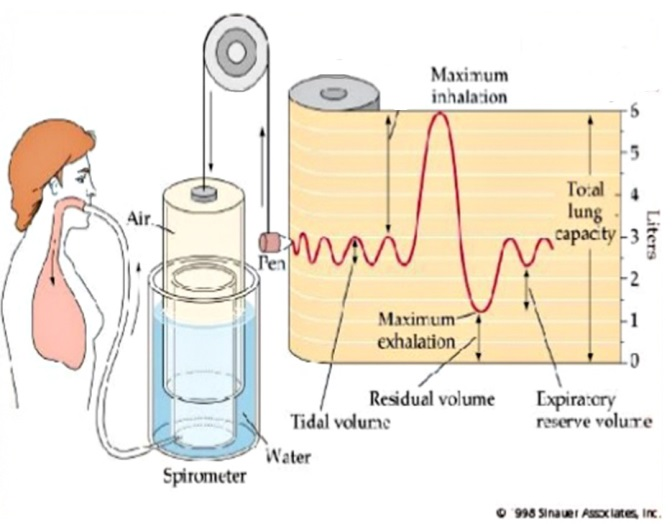 Maximum
inhalation
6
5
4
3
2
1
0
Liters
Total
lung
capacity
Air
Pen
Maximum
exhalation
Residual volume
Expiratory
reserve volume
Tidal volume
Water
Spirometer
© 1998 Sinauer Associates, Inc.